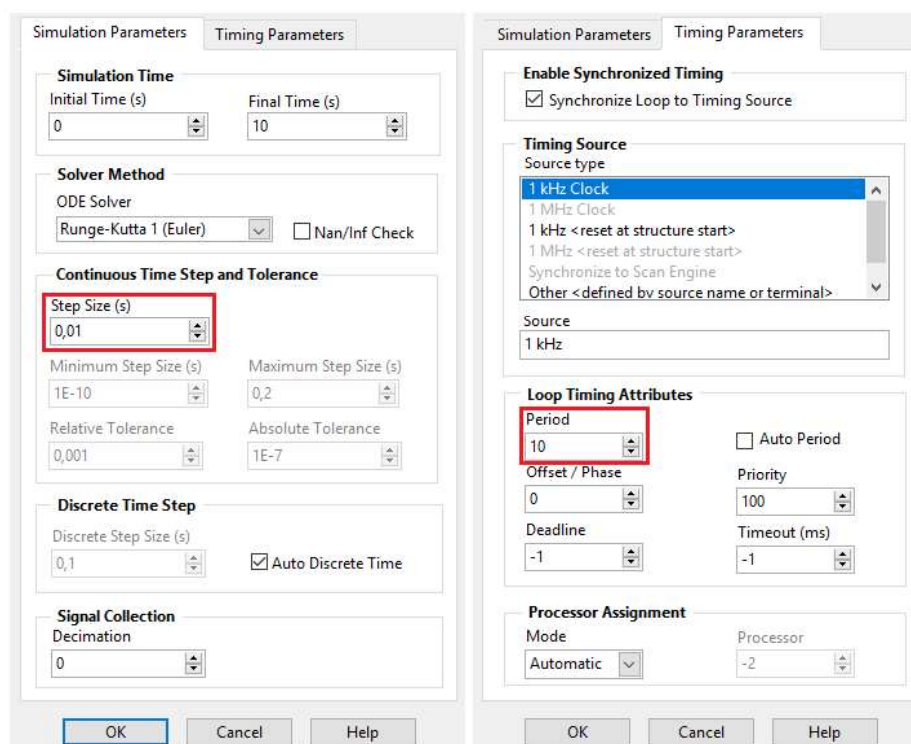 Simulation Parameters
Timing Parameters
Simulation Time
Initial Time (s)
Final Time (s)
0
10
Solver Method
ODE Solver
Runge-Kutta 1 (Euler)
Nan/Inf Check
Continuous Time Step and Tolerance
Step Size (s)
0,01
Minimum Step Size (s)
Maximum Step Size (s)
1E-10
0,2
Relative Tolerance
Absolute Tolerance
0,001
1E-7
Discrete Time Step
Discrete Step Size (s)
0,1
Auto Discrete Time
Signal Collection
Decimation
0
OK
Cancel
Help
Simulation Parameters
Timing Parameters
Enable Synchronized Timing
Synchronize Loop to Timing Source
Timing Source
Source type
1 kHz Clock
1 MHz Clock
1 kHz <reset at structure start>
1 MHz <reset at structure start>
Synchronize to Scan Engine
Other <defined by source name or terminal>
Source
1 kHz
Loop Timing Attributes
Period
10
Auto Period
Offset / Phase
Priority
0
100
Deadline
Timeout (ms)
-1
-1
Processor Assignment
Mode
Processor
Automatic
-2
OK
Cancel
Help